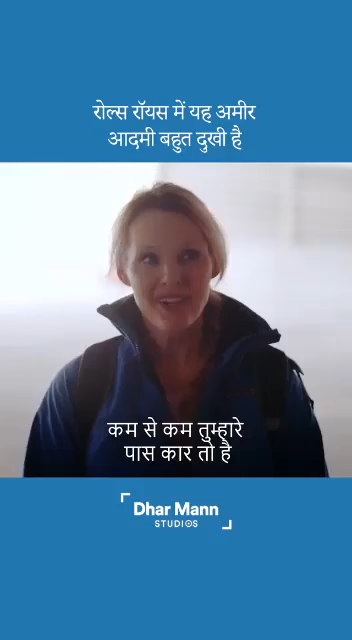 रोल्स रॉयस में यह अमीर
आदमी बहुत दुखी है
कम से कम तुम्हारे
पास कार तो है
Dhar Mann
STUDIOS